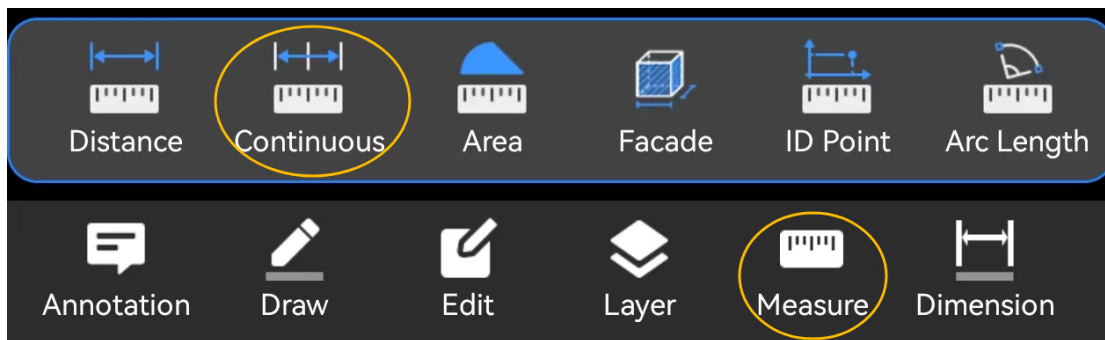 Distance Continuous Area Facade ID Point Arc Length
Annotation Draw Edit Layer Measure Dimension